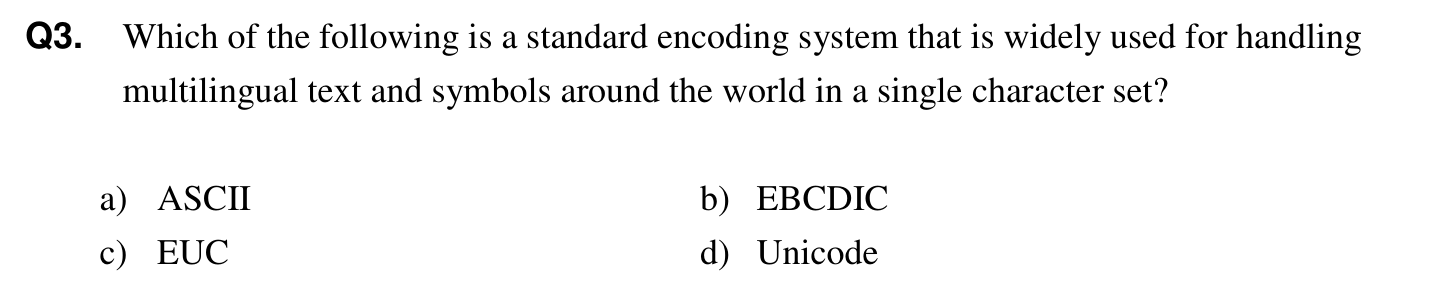 Q3. Which of the following is a standard encoding system that is widely used for handling
multilingual text and symbols around the world in a single character set?
a) ASCII b) EBCDIC
c) EUC d) Unicode